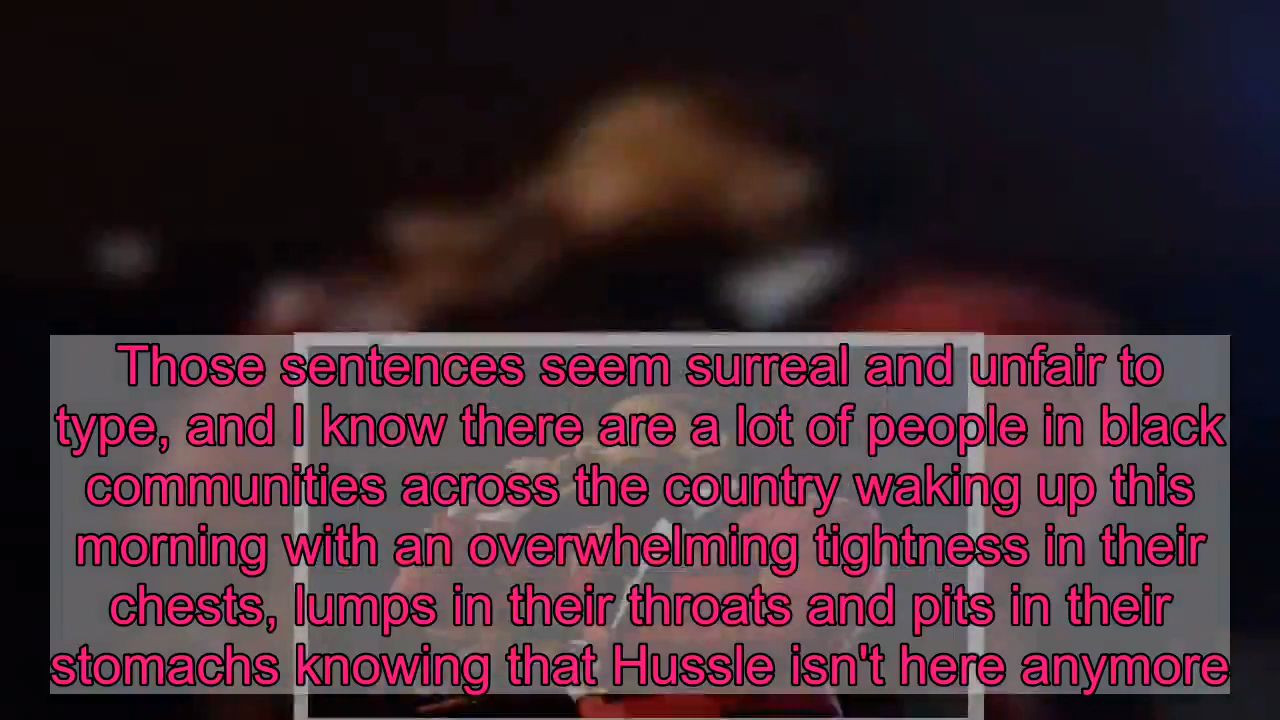 Those sentences seem surreal and unfair to
type, and I know there are a lot of people in black
communities across the country waking up this
morning with an overwhelming tightness in their
chests, lumps in their throats and pits in their
stomachs knowing that Hussle isn't here anymore